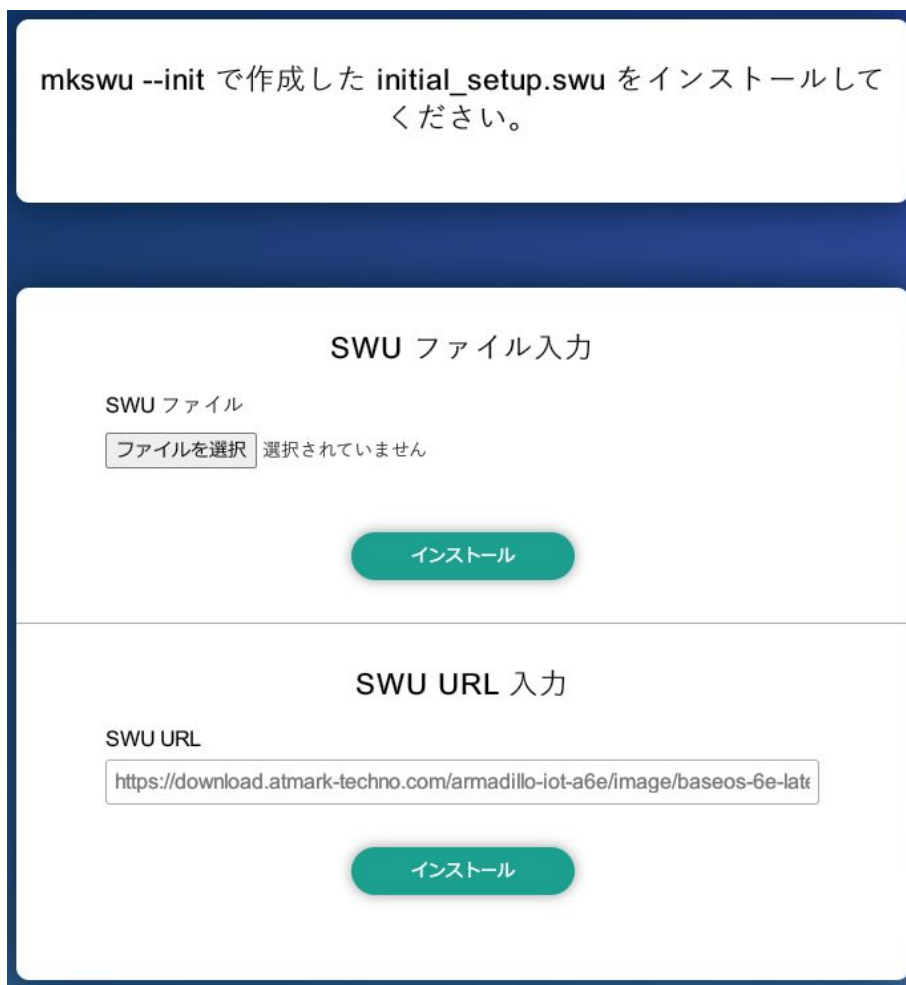 mkswu --init で作成した initial_setup.swu をインストールして
ください。
SWU ファイル入力
SWU ファイル
ファイルを選択 選択されていません
インストール
SWU URL 入力
SWU URL
https://download.atmark-techno.com/armadillo-iot-a6e/image/baseos-6e-late
インストール